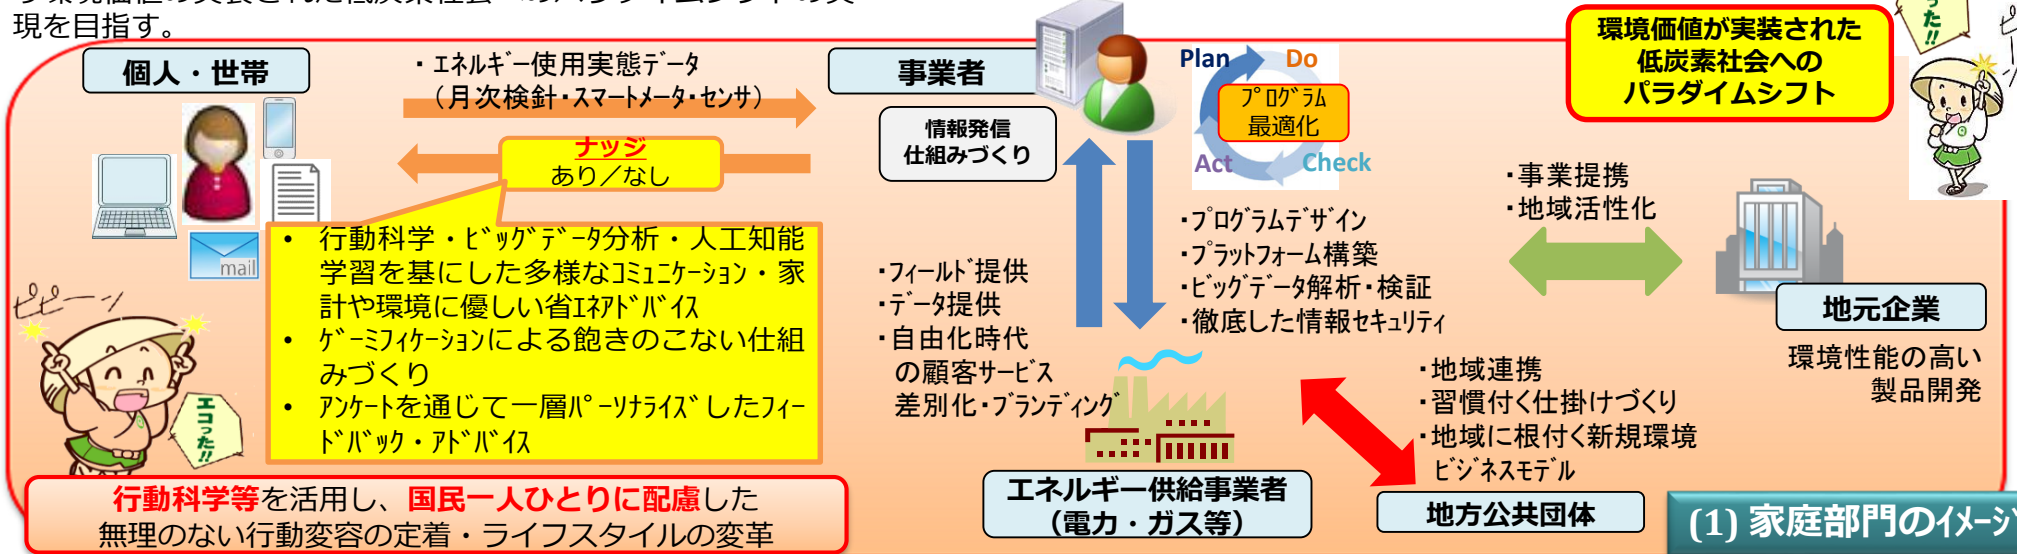 現を目指す。
個人・世帯
・エネルギー使用実態データ
（月次検針・スマートメータ・センサ）
ナッジ
あり／なし
mail
• 行動科学・ビッグデータ分析・人工知能
学習を基にした多様なコミュニケーション・家
計や環境に優しい省エネアドバイス
• ゲーミフィケーションによる飽きのこない仕組
みづくり
• アンケートを通じて一層パーソナライズしたフィー
ドバック・アドバイス
ピピーン
エコった!!
行動科学等を活用し、国民一人ひとりに配慮した
無理のない行動変容の定着・ライフスタイルの変革
事業者
情報発信
仕組みづくり
Plan
Do
プログラム
最適化
Act
Check
・フィールド提供
・データ提供
・自由化時代
の顧客サービス
差別化・ブランディング
・プログラムデザイン
・プラットフォーム構築
・ビッグデータ解析・検証
・徹底した情報セキュリティ
エネルギー供給事業者
（電力・ガス等）
・地域連携
・習慣付く仕掛けづくり
・地域に根付く新規環境
ビジネスモデル
地方公共団体
・事業提携
・地域活性化
環境価値が実装された
低炭素社会への
パラダイムシフト
った!!
地元企業
環境性能の高い
製品開発
(1) 家庭部門のイメージ